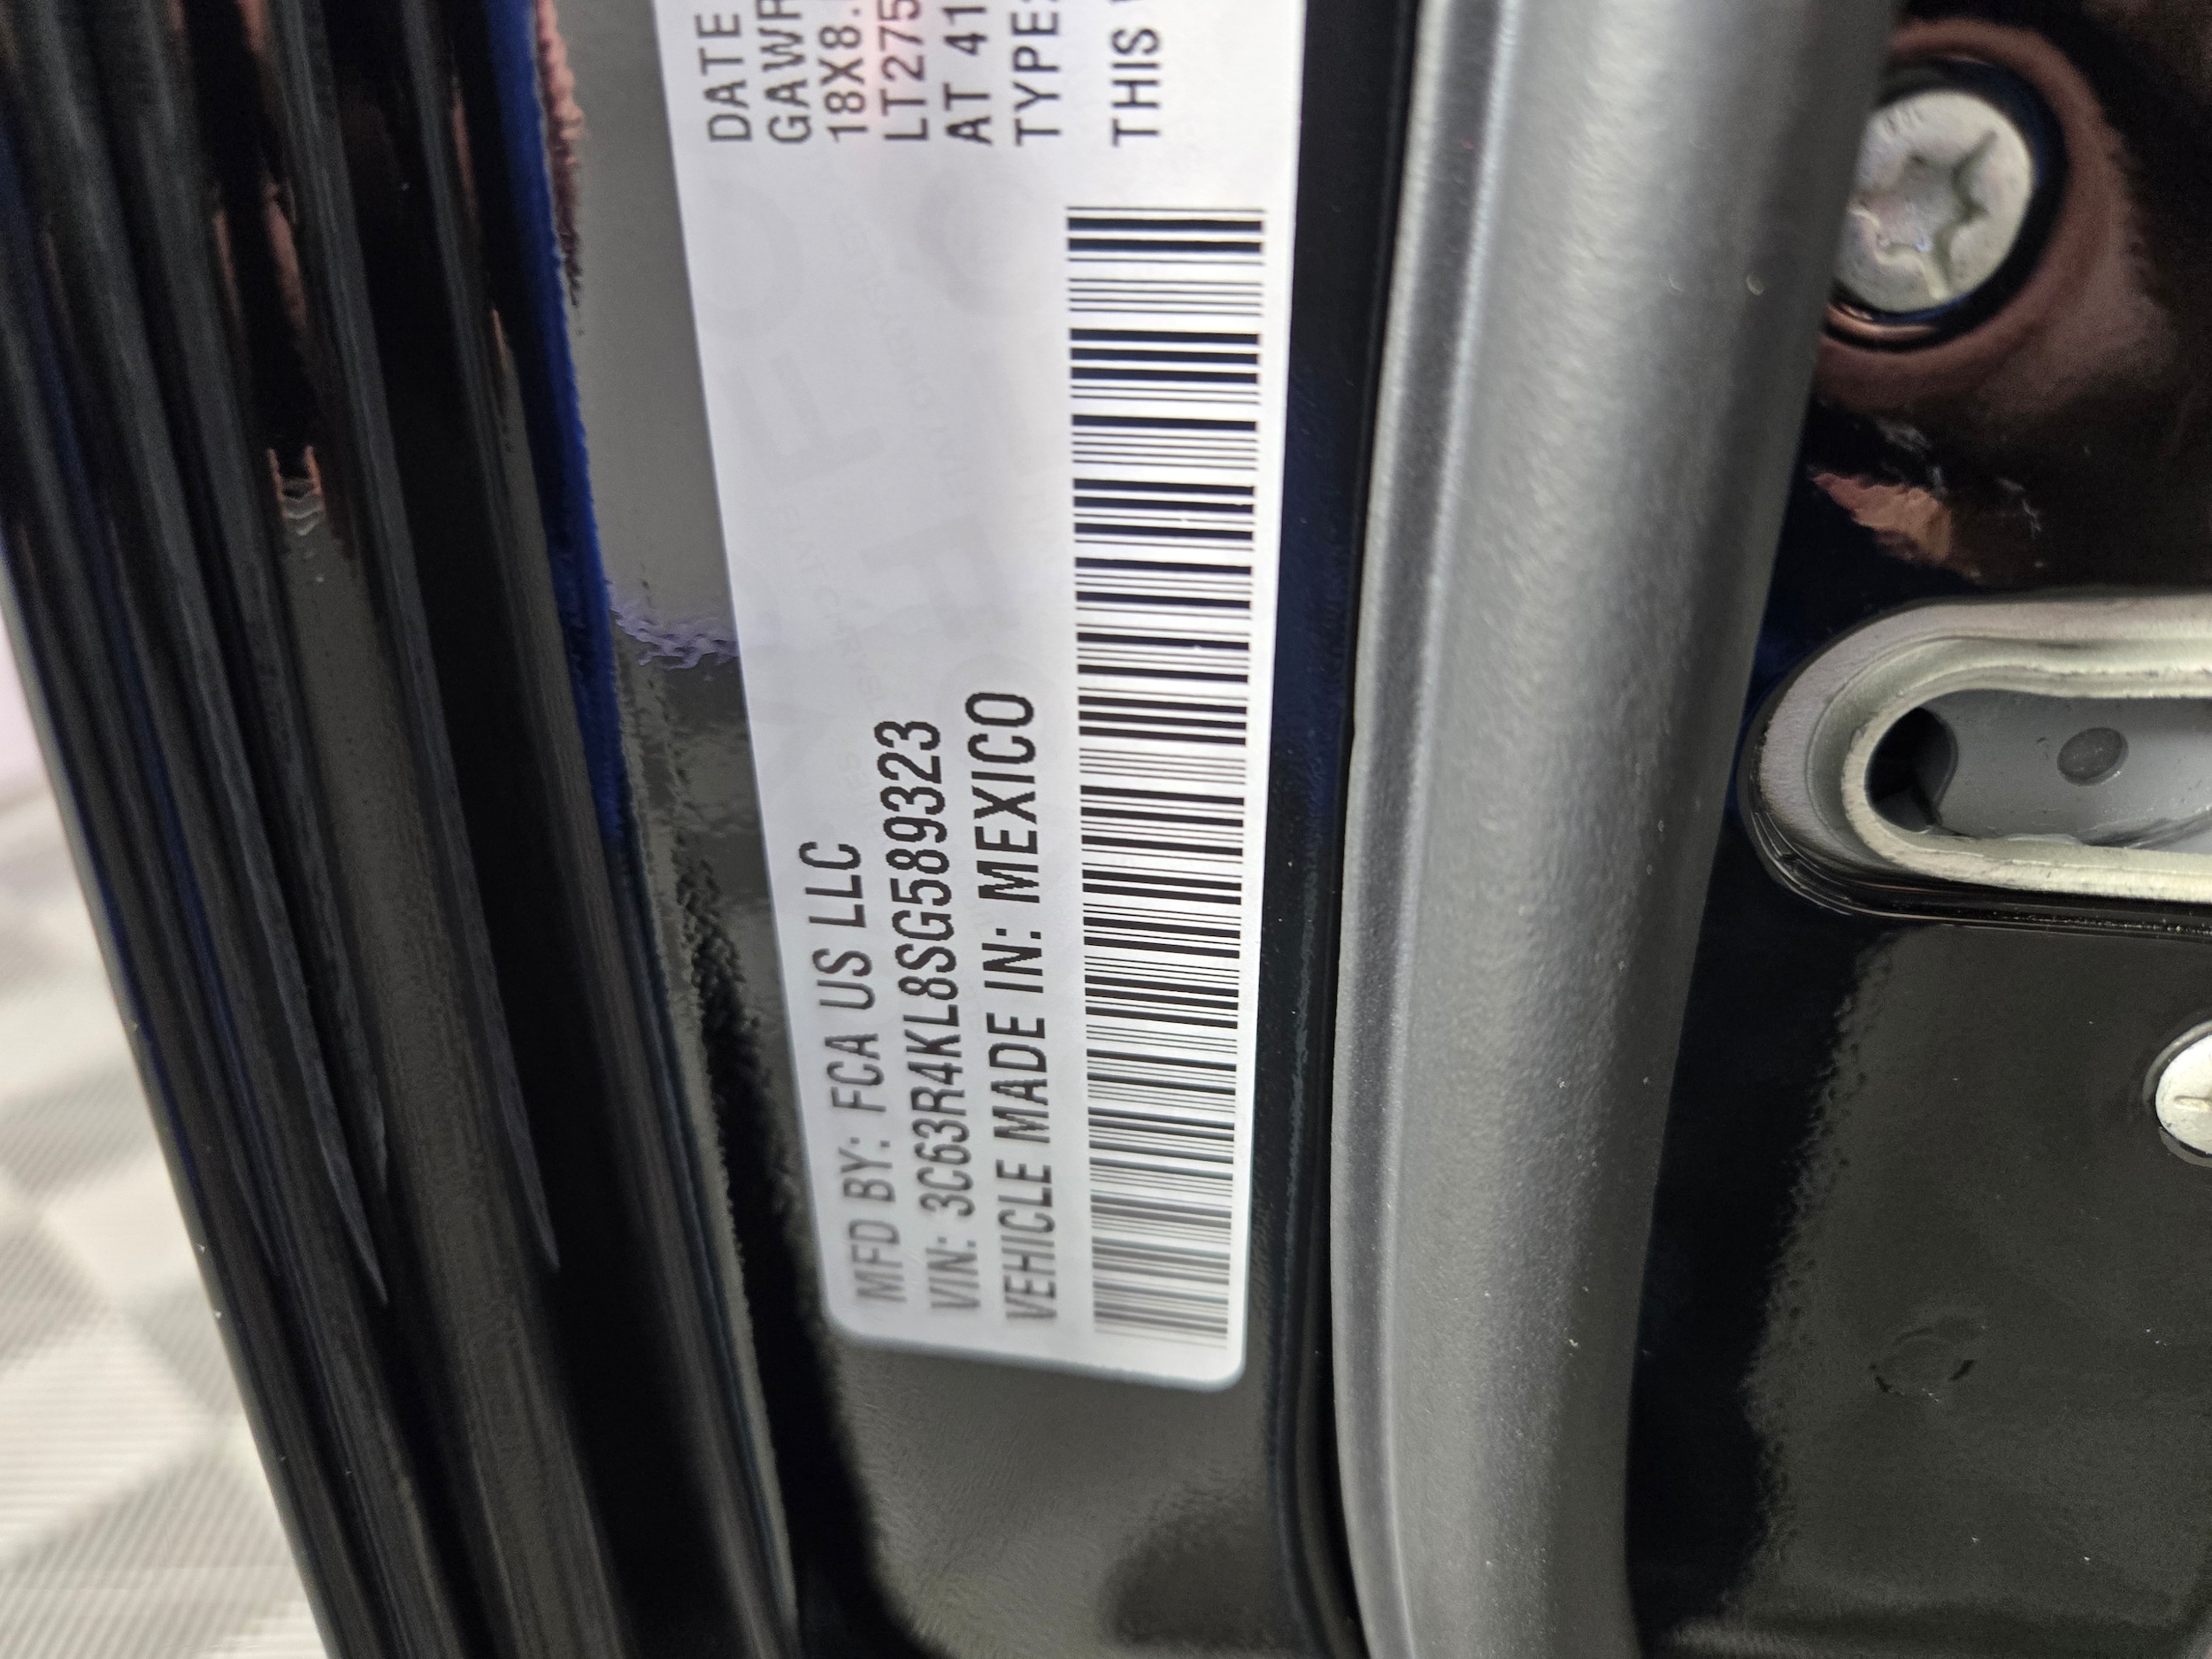 MFD BY: FCA US LLC
VIN: 3C63R4KL8SG589323
VEHICLE MADE IN: MEXICO
DATE
GAWR
18X8.
LT275
AT 41
TYPE:
THIS